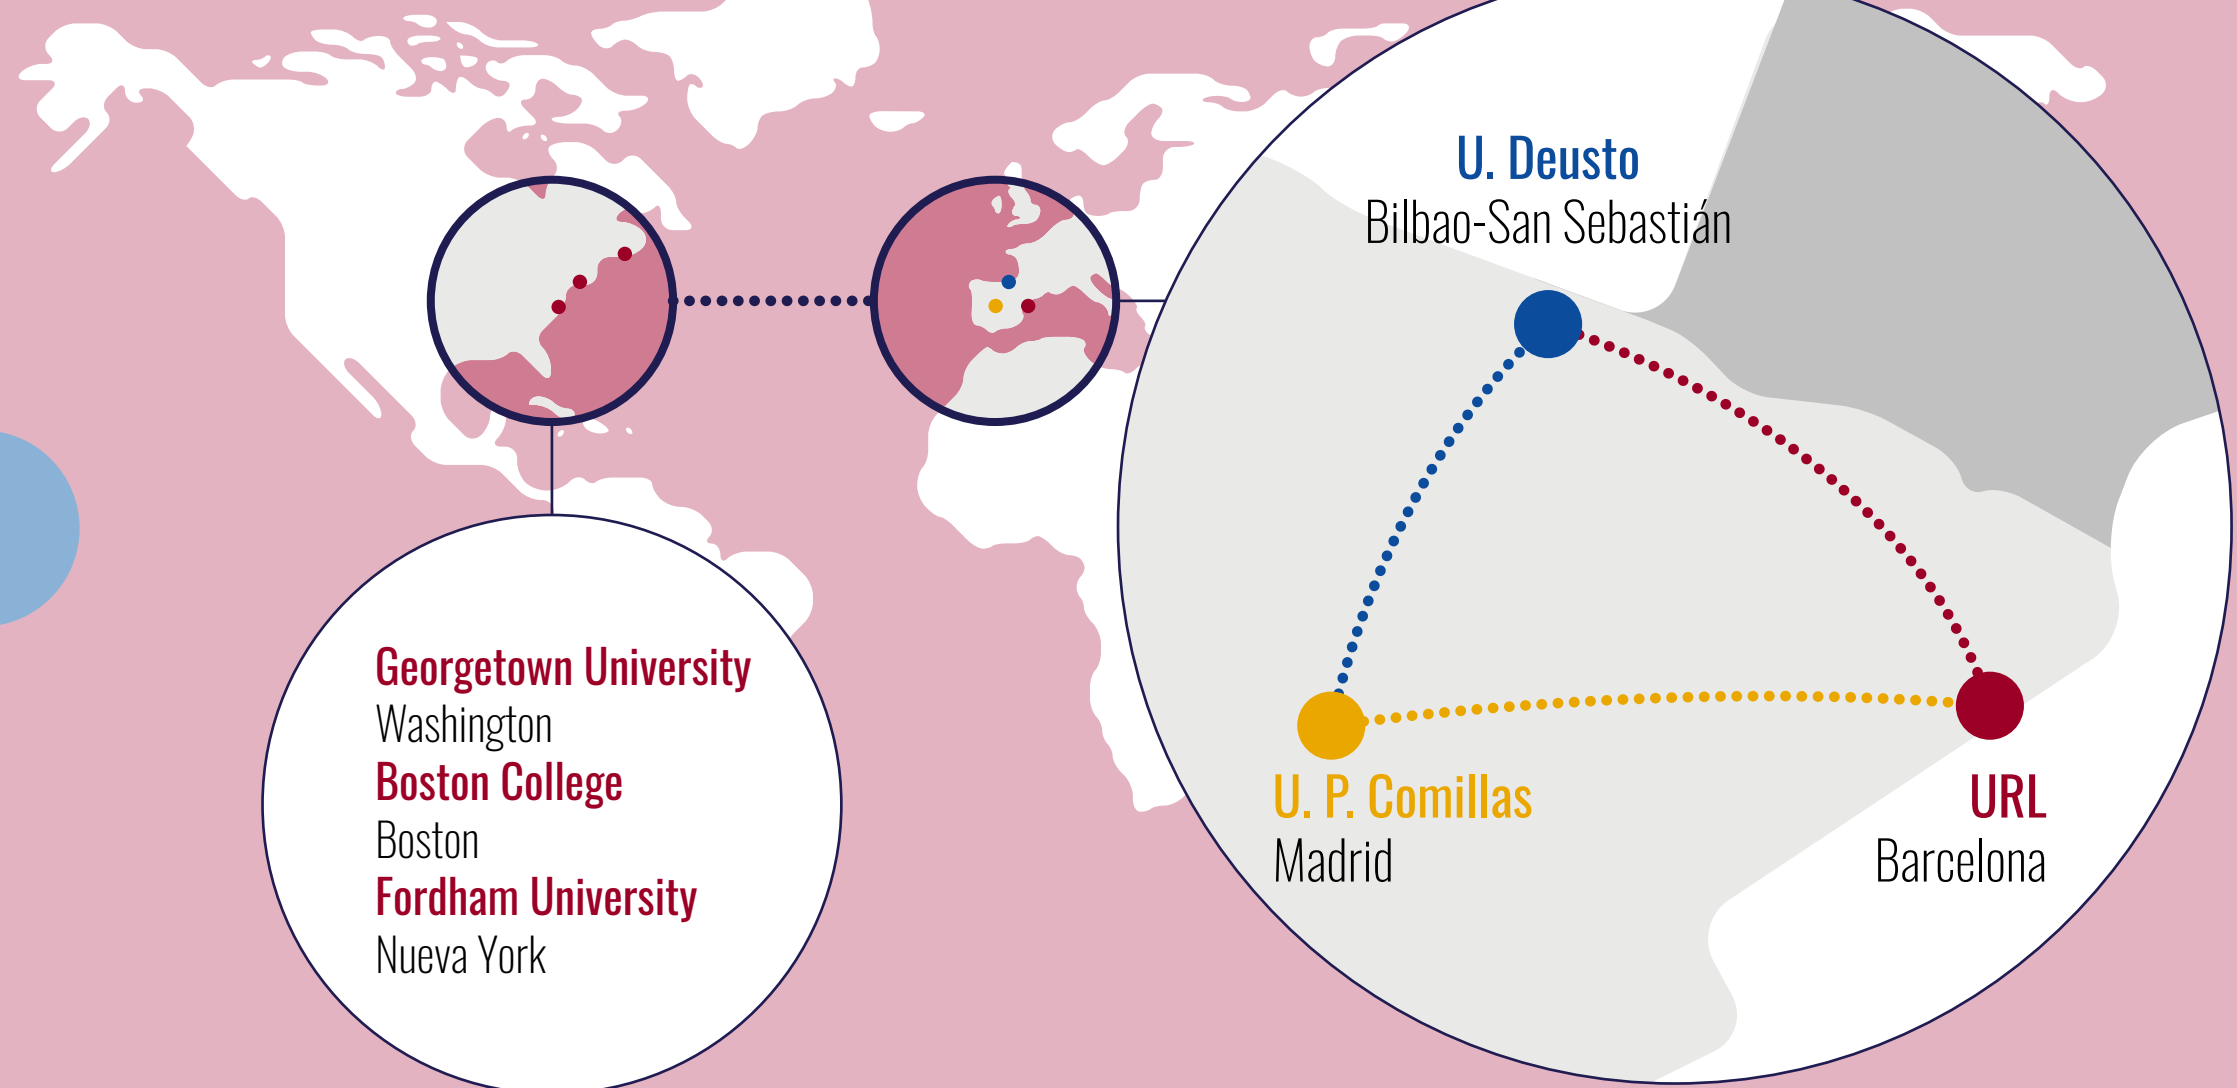 U. Deusto
Bilbao-San Sebastián
Georgetown University
Washington
Boston College
Boston
Fordham University
Nueva York
U. P. Comillas
Madrid
URL
Barcelona